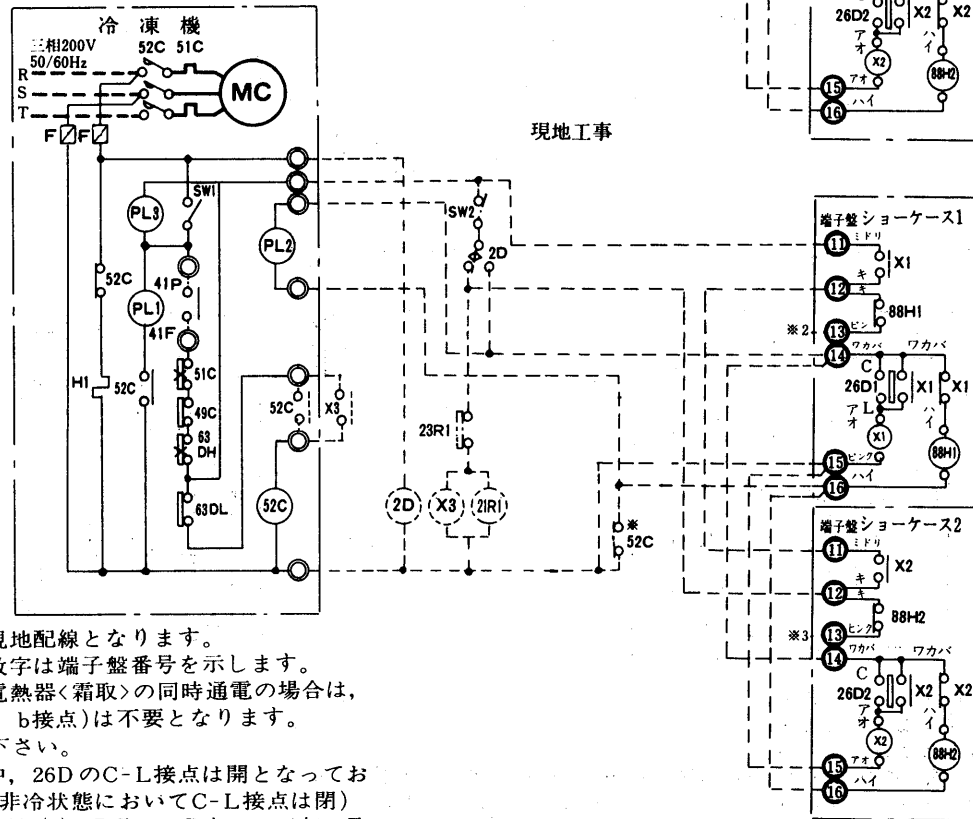 冷凍機
三相200V
50/60Hz
52C
51C
R
S
T
MC
F
F
PL3
SW1
PL2
52C
PL1
41P
41F
H1
52C
51C
49C
63
DH
63DL
52C
X3
52C
現地工事
SW2
2D
23R1
2D
X3
21R1
※
52C
26D2
X2
X2
アオ
ハイ
X2
88H2
15
アオ
16
ハイ
端子盤 ショーケース1
11
ミドリ
X1
12
キ
キ
88H1
※2
13
ピンク
14
ワカバ
ワカバ
C
26D1
X1
X1
L
アオ
ハイ
X1
88H1
15
ピンク
16
ハイ
端子盤 ショーケース2
11
ミドリ
X2
12
キ
キ
88H2
※3
13
ピンク
14
ワカバ
ワカバ
C
26D2
X2
X2
アオ
ハイ
X2
88H2
15
アオ
16
ハイ
現地配線となります。
数字は端子盤番号を示します。
電熱器<霜取>の同時通電の場合は,
b接点)は不要となります。
下さい。
中, 26DのC-L接点は開となってお
非冷状態においてC-L接点は閉)